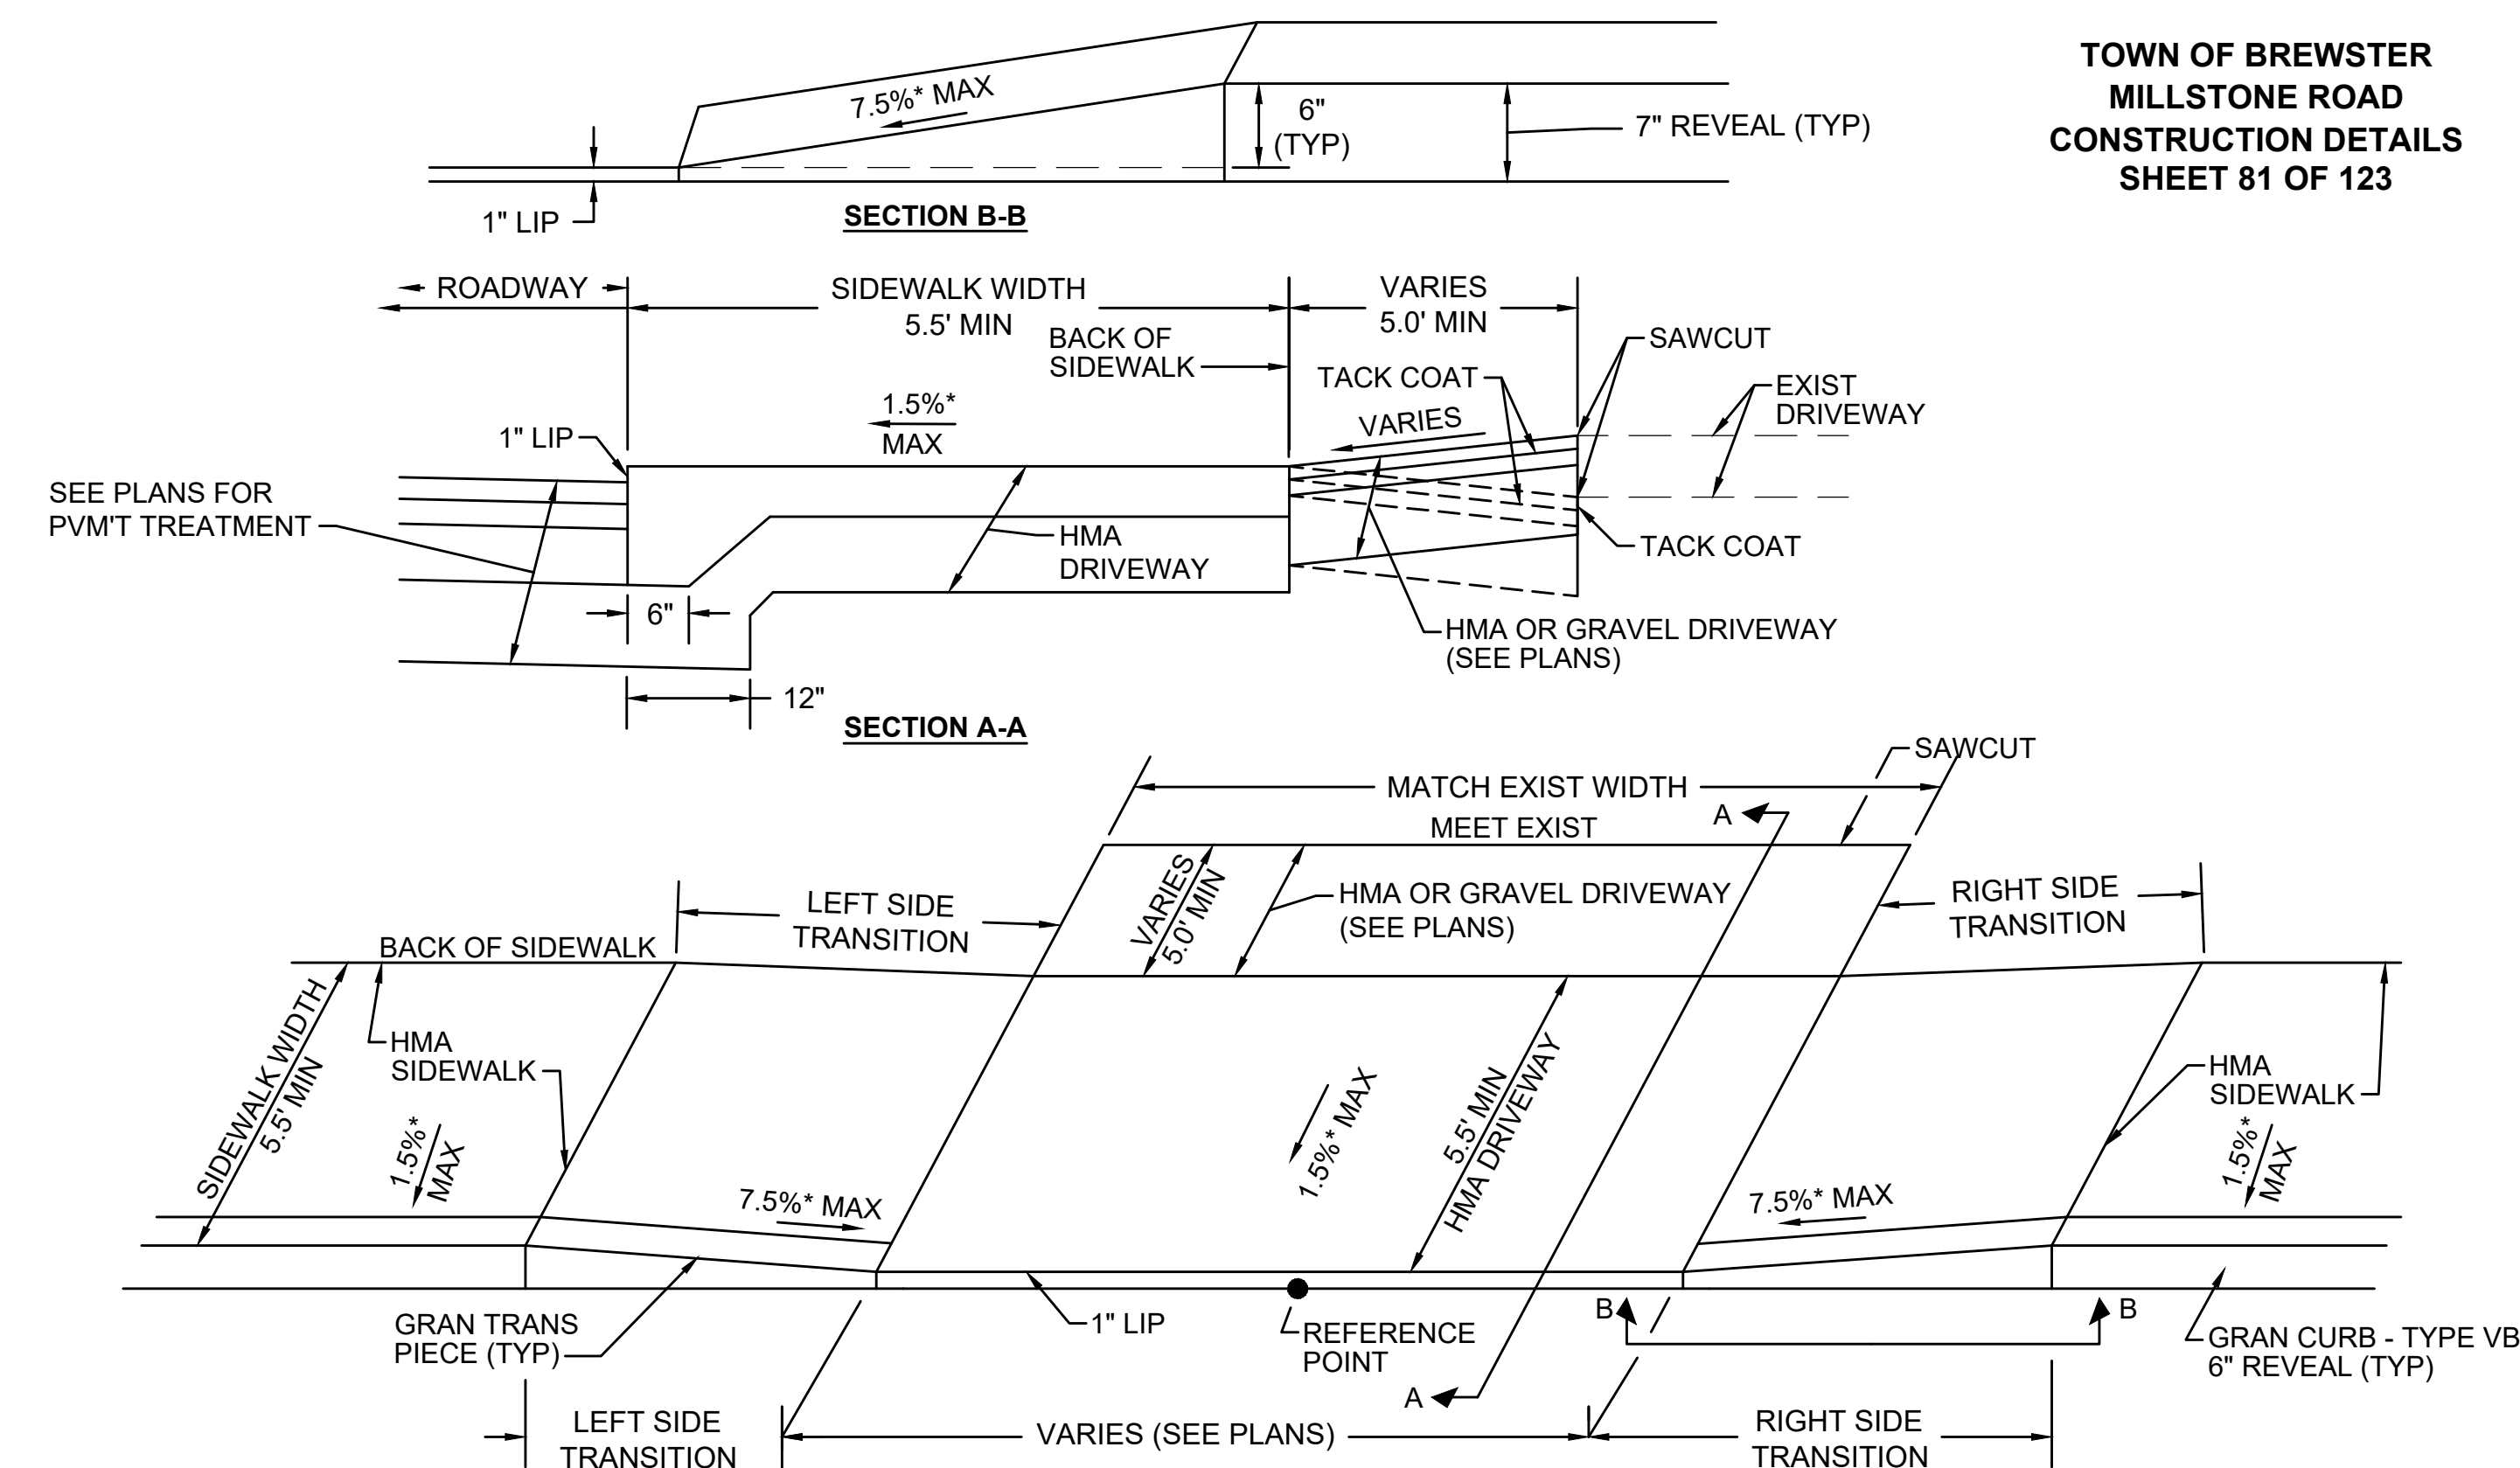 TOWN OF BREWSTER
MILLSTONE ROAD
CONSTRUCTION DETAILS
SHEET 81 OF 123
7.5%* MAX
6"
(TYP)
7" REVEAL (TYP)
1" LIP
SECTION B-B
ROADWAY
SIDEWALK WIDTH
5.5' MIN
VARIES
5.0' MIN
BACK OF
SIDEWALK
SAWCUT
TACK COAT
EXIST
DRIVEWAY
1.5%*
MAX
VARIES
1" LIP
SEE PLANS FOR
PVM'T TREATMENT
HMA
DRIVEWAY
TACK COAT
6"
HMA OR GRAVEL DRIVEWAY
(SEE PLANS)
12"
SECTION A-A
SAWCUT
MATCH EXIST WIDTH
A
MEET EXIST
LEFT SIDE
TRANSITION
VARIES
5.0' MIN
HMA OR GRAVEL DRIVEWAY
(SEE PLANS)
RIGHT SIDE
TRANSITION
BACK OF SIDEWALK
SIDEWALK WIDTH
5.5' MIN
HMA
SIDEWALK
1.5%*
MAX
7.5%* MAX
1.5%* MAX
5.5' MIN
HMA DRIVEWAY
7.5%* MAX
HMA
SIDEWALK
1.5%*
MAX
GRAN TRANS
PIECE (TYP)
1" LIP
REFERENCE
POINT
B
B
GRAN CURB - TYPE VB
6" REVEAL (TYP)
A
LEFT SIDE
TRANSITION
VARIES (SEE PLANS)
RIGHT SIDE
TRANSITION